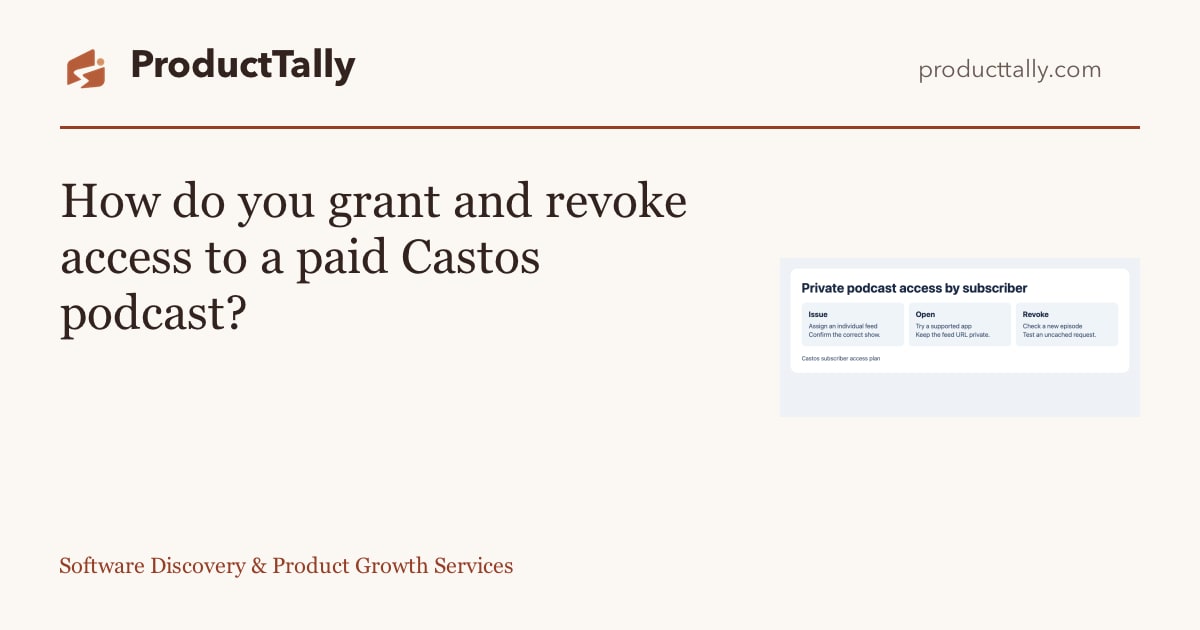 ProductTally
producttally.com
How do you grant and revoke
access to a paid Castos
podcast?
Private podcast access by subscriber
Issue
Assign an individual feed
Confirm the correct show.
Open
Try a supported app
Keep the feed URL private.
Revoke
Check a new episode
Test an uncached request.
Castos subscriber access plan
Software Discovery & Product Growth Services